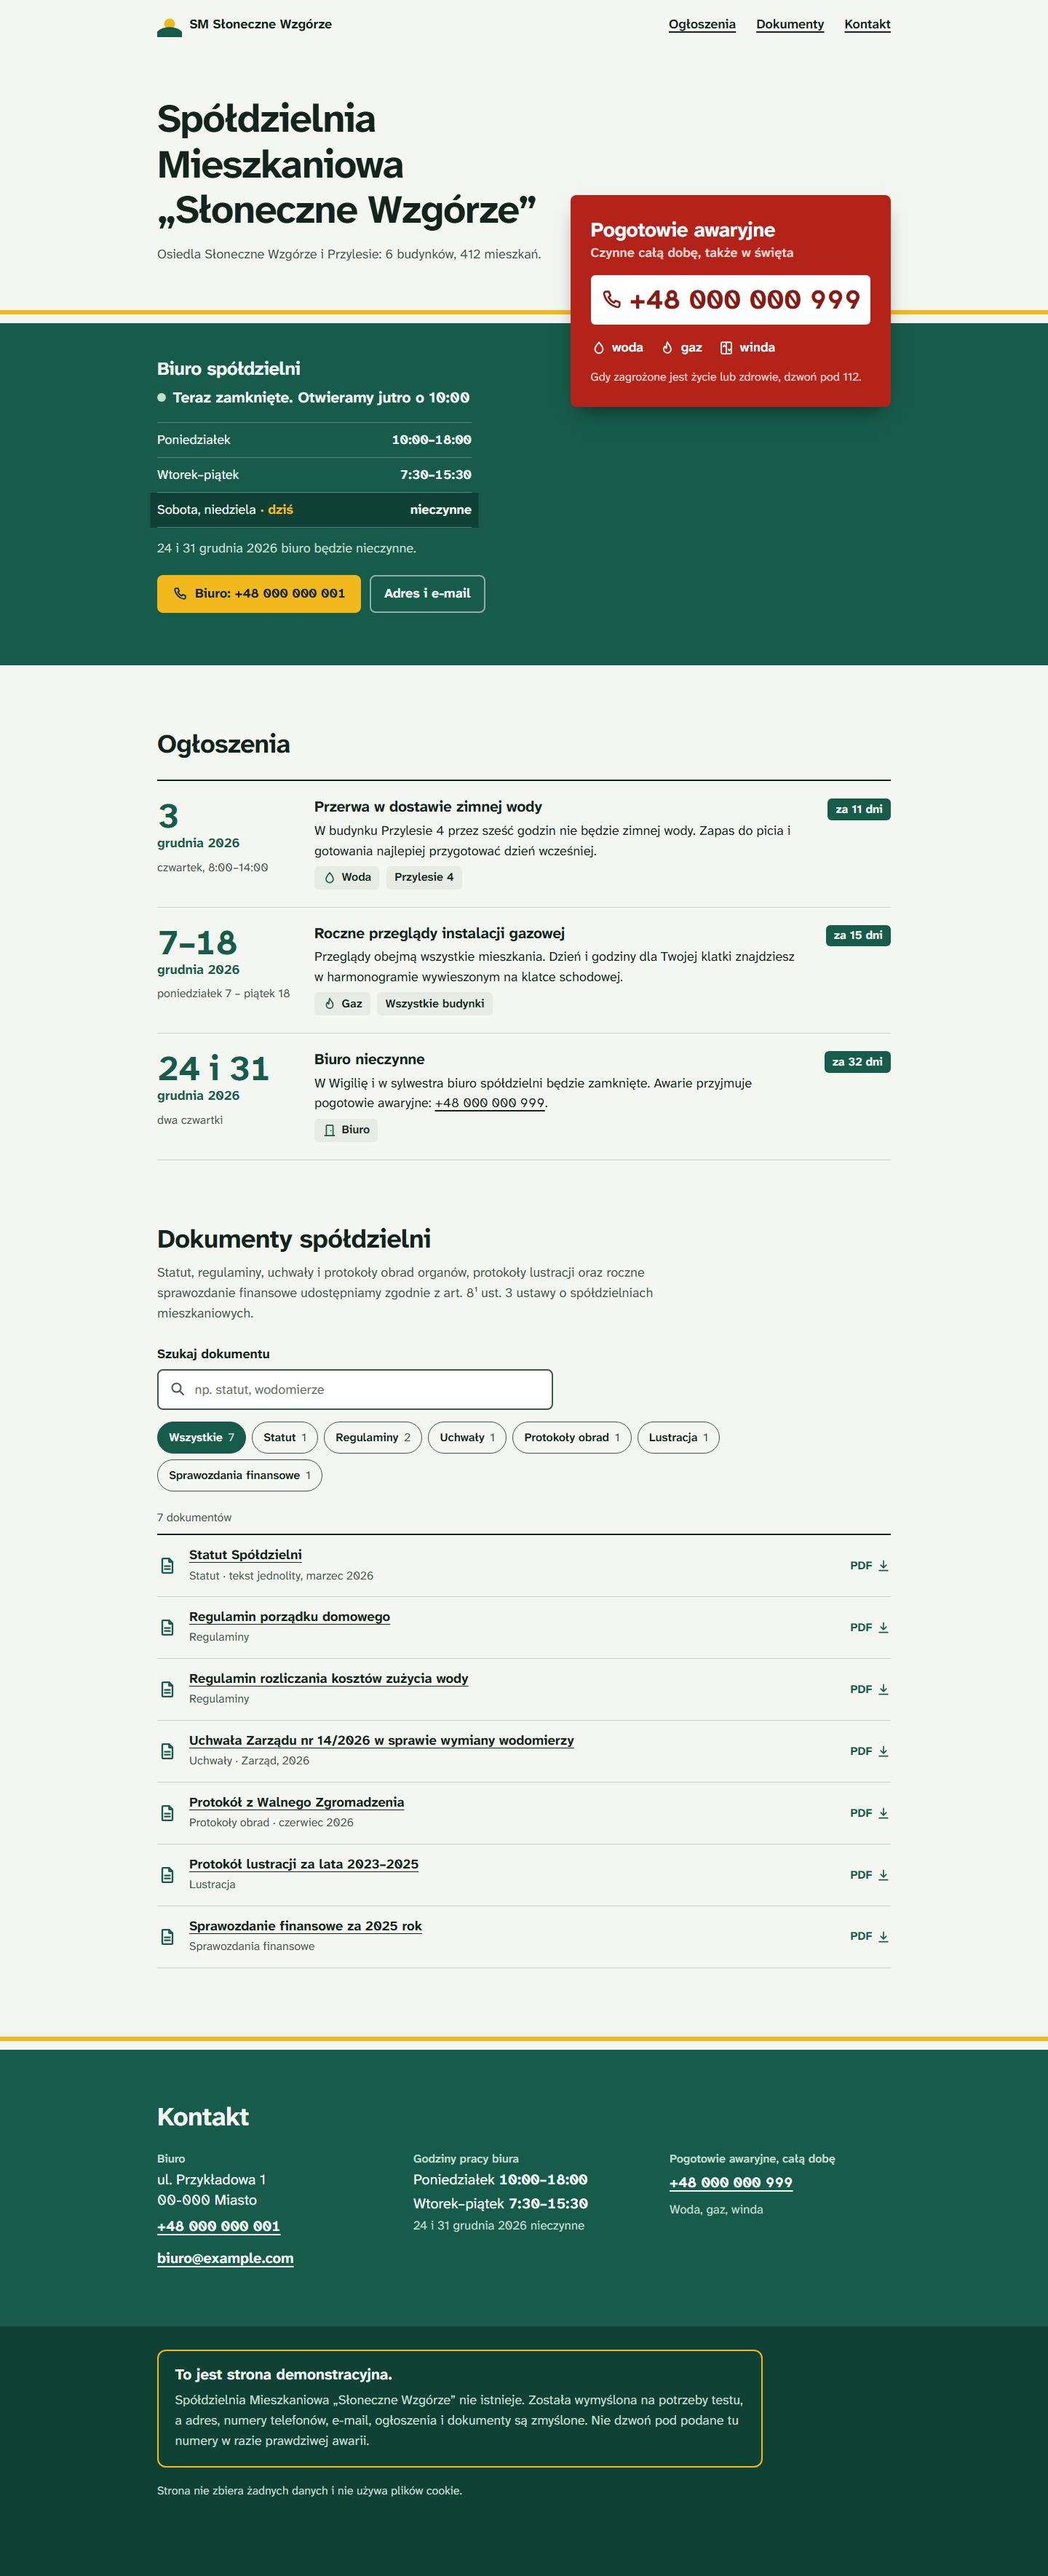 SM Słoneczne Wzgórze
Ogłoszenia Dokumenty Kontakt
Spółdzielnia
Mieszkaniowa
„Słoneczne Wzgórze”
Osiedla Słoneczne Wzgórze i Przylesie: 6 budynków, 412 mieszkań.
Pogotowie awaryjne
Czynne całą dobę, także w święta
+48 000 000 999
woda gaz winda
Gdy zagrożone jest życie lub zdrowie, dzwoń pod 112.
Biuro spółdzielni
Teraz zamknięte. Otwieramy jutro o 10:00
Poniedziałek 10:00–18:00
Wtorek–piątek 7:30–15:30
Sobota, niedziela · dziś nieczynne
24 i 31 grudnia 2026 biuro będzie nieczynne.
Biuro: +48 000 000 001 Adres i e-mail
Ogłoszenia
3
grudnia 2026
czwartek, 8:00–14:00
Przerwa w dostawie zimnej wody
W budynku Przylesie 4 przez sześć godzin nie będzie zimnej wody. Zapas do picia i
gotowania najlepiej przygotować dzień wcześniej.
Woda Przylesie 4
za 11 dni
7–18
grudnia 2026
poniedziałek 7 – piątek 18
Roczne przeglądy instalacji gazowej
Przeglądy obejmą wszystkie mieszkania. Dzień i godziny dla Twojej klatki znajdziesz
w harmonogramie wywieszonym na klatce schodowej.
Gaz Wszystkie budynki
za 15 dni
24 i 31
grudnia 2026
dwa czwartki
Biuro nieczynne
W Wigilię i w sylwestra biuro spółdzielni będzie zamknięte. Awarie przyjmuje
pogotowie awaryjne: +48 000 000 999.
Biuro
za 32 dni
Dokumenty spółdzielni
Statut, regulaminy, uchwały i protokoły obrad organów, protokoły lustracji oraz roczne
sprawozdanie finansowe udostępniamy zgodnie z art. 8¹ ust. 3 ustawy o spółdzielniach
mieszkaniowych.
Szukaj dokumentu
np. statut, wodomierze
Wszystkie 7 Statut 1 Regulaminy 2 Uchwały 1 Protokoły obrad 1 Lustracja 1
Sprawozdania finansowe 1
7 dokumentów
Statut Spółdzielni
Statut · tekst jednolity, marzec 2026
PDF
Regulamin porządku domowego
Regulaminy
PDF
Regulamin rozliczania kosztów zużycia wody
Regulaminy
PDF
Uchwała Zarządu nr 14/2026 w sprawie wymiany wodomierzy
Uchwały · Zarząd, 2026
PDF
Protokół z Walnego Zgromadzenia
Protokoły obrad · czerwiec 2026
PDF
Protokół lustracji za lata 2023–2025
Lustracja
PDF
Sprawozdanie finansowe za 2025 rok
Sprawozdania finansowe
PDF
Kontakt
Biuro
ul. Przykładowa 1
00-000 Miasto
+48 000 000 001
biuro@example.com
Godziny pracy biura
Poniedziałek 10:00–18:00
Wtorek–piątek 7:30–15:30
24 i 31 grudnia 2026 nieczynne
Pogotowie awaryjne, całą dobę
+48 000 000 999
Woda, gaz, winda
To jest strona demonstracyjna.
Spółdzielnia Mieszkaniowa „Słoneczne Wzgórze” nie istnieje. Została wymyślona na potrzeby testu,
a adres, numery telefonów, e-mail, ogłoszenia i dokumenty są zmyślone. Nie dzwoń pod podane tu
numery w razie prawdziwej awarii.
Strona nie zbiera żadnych danych i nie używa plików cookie.